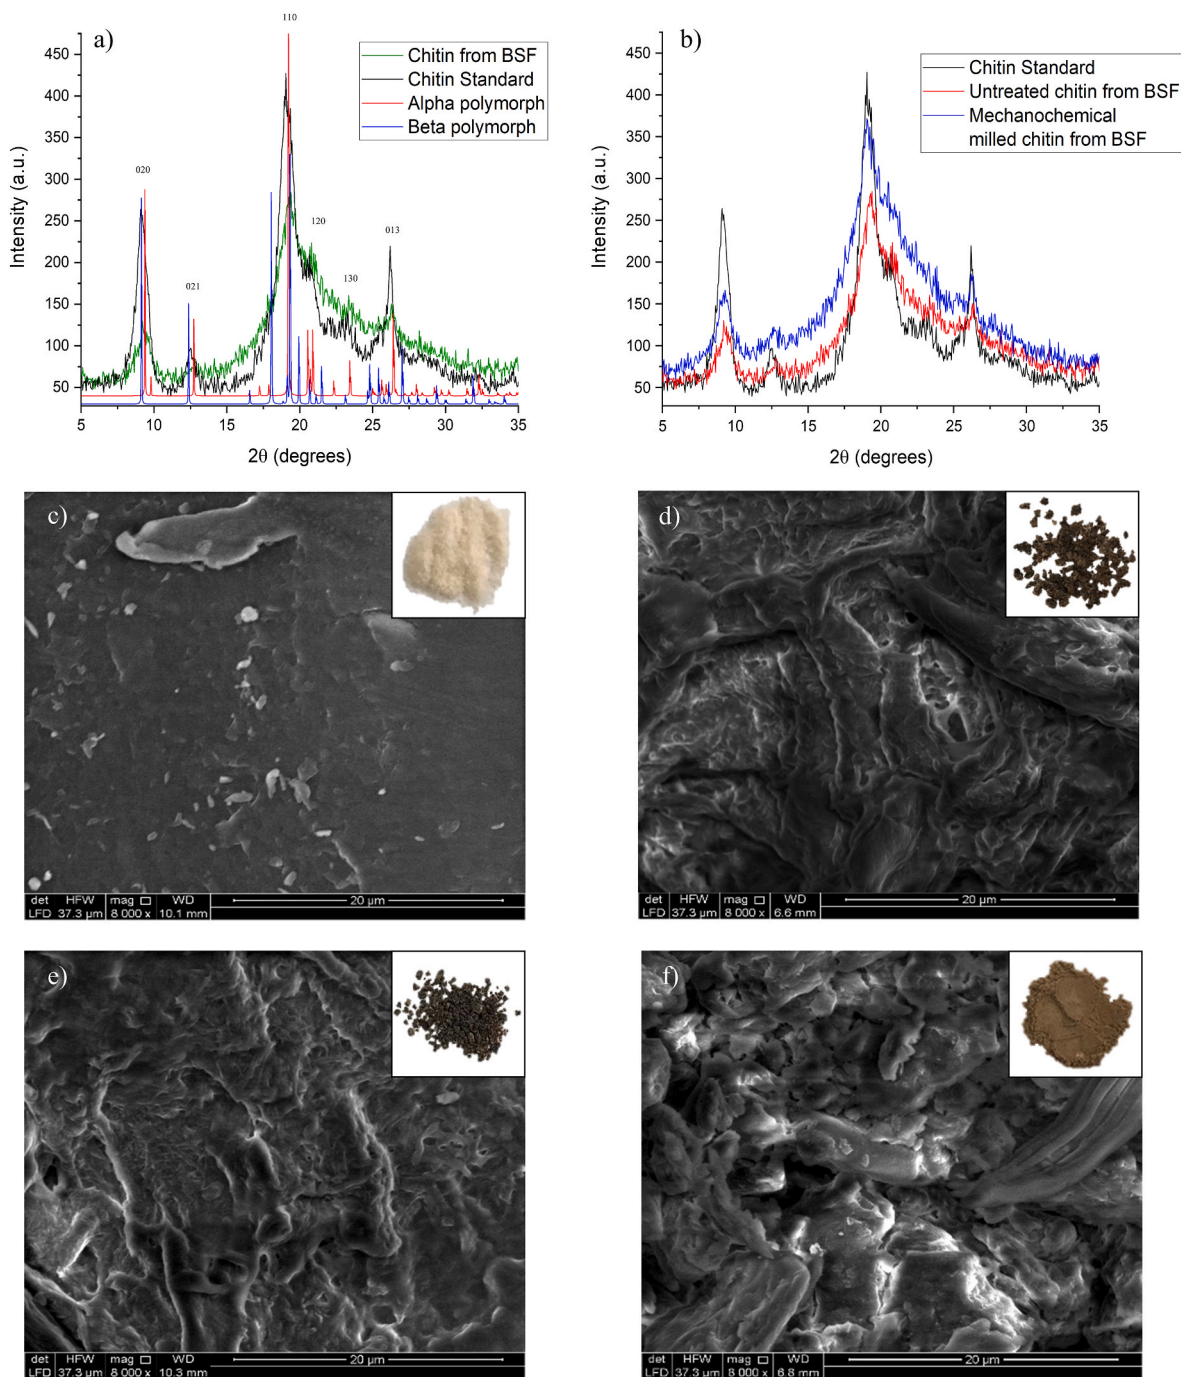 a)
110
Chitin from BSF
Chitin Standard
Alpha polymorph
Beta polymorph
450
400
350
300
250
200
150
100
50
020
021
120
130
013
Intensity (a.u.)
5 10 15 20 25 30 35
2θ (degrees)
b)
Chitin Standard
Untreated chitin from BSF
Mechanochemical
milled chitin from BSF
450
400
350
300
250
200
150
100
50
Intensity (a.u.)
5 10 15 20 25 30 35
2θ (degrees)
c)
det HFW mag WD
LFD 37.3 µm 8 000 x 10.1 mm
20 µm
d)
det HFW mag WD
LFD 37.3 µm 8 000 x 6.6 mm
20 µm
e)
det HFW mag WD
LFD 37.3 µm 8 000 x 10.3 mm
20 µm
f)
det HFW mag WD
LFD 37.3 µm 8 000 x 6.8 mm
20 µm